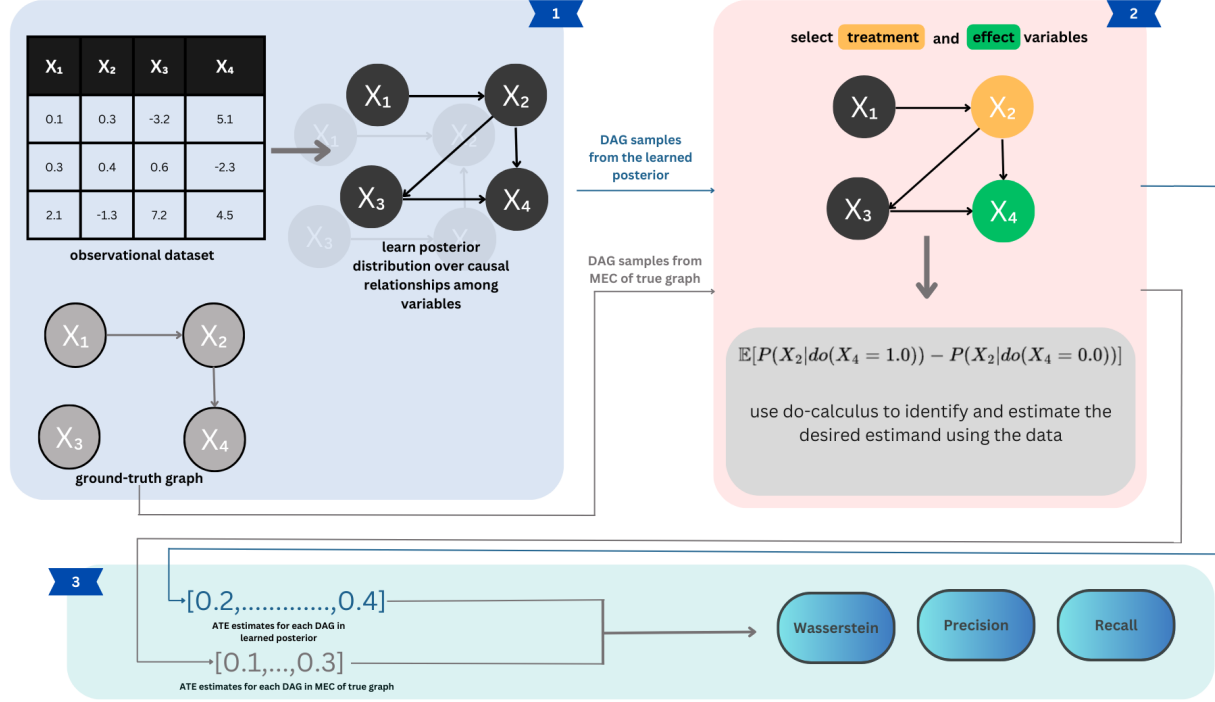 1
X₁ X₂ X₃ X₄
0.1 0.3 -3.2 5.1
0.3 0.4 0.6 -2.3
2.1 -1.3 7.2 4.5
observational dataset
X₁ X₂
X₃ X₄
X₁ X₂
X₃ X
learn posterior
distribution over causal
relationships among
variables
X₁ X₂
X₃ X₄
ground-truth graph
DAG samples
from the learned
posterior
DAG samples from
MEC of true graph
2
select treatment and effect variables
X₁ X₂
X₃ X₄
𝔼[P(X₂|do(X₄ = 1.0)) − P(X₂|do(X₄ = 0.0))]
use do-calculus to identify and estimate the
desired estimand using the data
3
[0.2,.............,0.4]
ATE estimates for each DAG in
learned posterior
[0.1,...,0.3]
ATE estimates for each DAG in MEC of true graph
Wasserstein
Precision
Recall